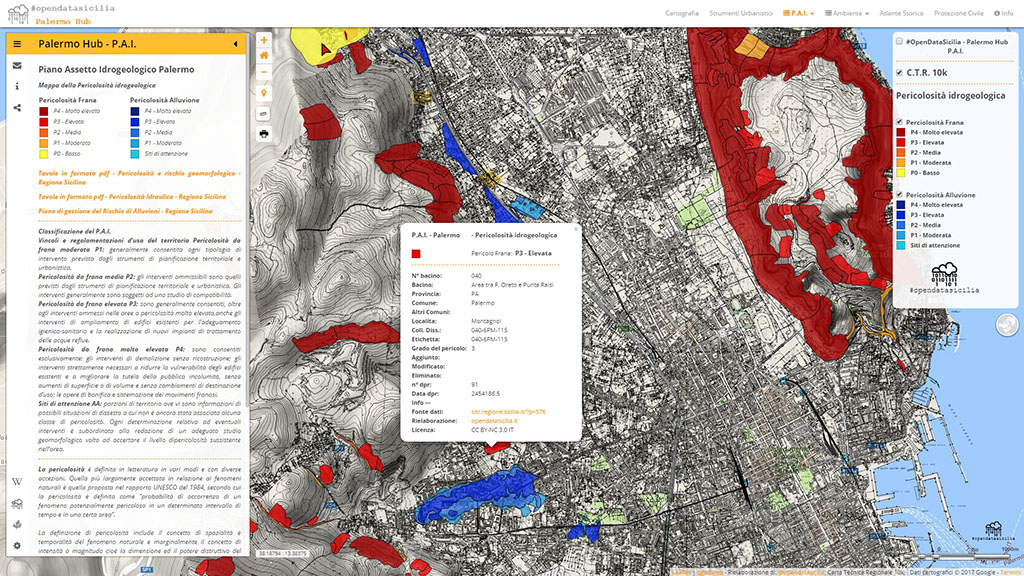 #opendatasicilia
Palermo Hub
Cartografia
Strumenti Urbanistici
P.A.I.
Ambiente
Atlante Storico
Protezione Civile
Info
Palermo Hub - P.A.I.
Piano Assetto Idrogeologico Palermo
Mappa della Pericolosità idrogeologica
Pericolosità Frana
P4 - Molto elevata
P3 - Elevata
P2 - Media
P1 - Moderata
P0 - Basso
Pericolosità Alluvione
P4 - Molto elevata
P3 - Elevata
P2 - Media
P1 - Moderata
Siti di attenzione
Tavole in formato pdf - Pericolosità e rischio geomorfologico -
Regione Siciliina
Tavole in formato pdf - Pericolosità Idraulica - Regione Siciline
Piano di gestione del Rischio di Alluvioni - Regione Siciline
Classificazione del P.A.I.
Vincoli e regolamentazioni d'uso del territorio Pericolosità da
frana moderata P1: generalmente consentita ogni tipologia di
intervento prevista dagli strumenti di pianificazione territoriale e
urbanistica.
Pericolosità da frana media P2: gli interventi ammissibili sono quelli
previsti dagli strumenti di pianificazione territoriale e urbanistica. Gli
interventi generalmente sono soggetti ad uno studio di compatibilità.
Pericolosità da frana elevata P3: sono generalmente consentiti, oltre
agli interventi ammessi nelle aree a pericolosità molto elevata,anche gli
interventi di ampliamento di edifici esistenti per l'adeguamento
igienico-sanitario e la realizzazione di nuovi impianti di trattamento
delle acque reflue.
Pericolosità da frana molto elevata P4: sono consentiti
esclusivamente: gli interventi di demolizione senza ricostruzione; gli
interventi strettamente necessari a ridurre la vulnerabilità degli edifici
esistenti e a migliorare la tutela della pubblica incolumità, senza
aumenti di superficie o di volume e senza cambiamenti di destinazione
d'uso; le opere di bonifica e sistemazione dei movimenti franosi.
Siti di attenzione AA: porzioni di territorio ove vi sono informazioni di
possibili situazioni di dissesto a cui non è ancora stata associata alcuna
classe di pericolosità. Ogni determinazione relativa ad eventuali
interventi è subordinata alla redazione di un adeguato studio
geomorfologico volto ad accertare il livello dipericolosità sussistente
nell'area.
La pericolosità è definita in letteratura in vari modi e con diverse
accezioni. Quella più largamente accettata in relazione ai fenomeni
naturali è quella proposta nel rapporto UNESCO del 1984, secondo cui
la pericolosità è definita come "probabilità di occorrenza di un
fenomeno potenzialmente pericoloso in un determinato intervallo di
tempo e in una certa area".
La definizione di pericolosità include il concetto di spazialità e
temporalità del fenomeno naturale e marginalmente il concetto di
intensità o magnitudo cioè la dimensione ed il potere distruttivo del
P.A.I. - Palermo - Pericolosità idrogeologica
Pericolo Frana: P3 - Elevata
N° bacino: 040
Bacino: Area tra F. Oreto e Punta Raisi
Provincia: PA
Comune: Palermo
Altri Comuni:
Localita: Montagnol
Coll. Diss.: 040-6PM-115
Etichetta: 040-6PM-115
Grado del pericolo: 3
Aggiunto:
Modificato:
Eliminato:
n° dpr: 91
Data dpr: 2454186.5
Info ---
Fonte dati: sitr.regione.sicilia.it/?p=576
Rielaborazione: opendatasicilia.it
Licenza: CC BY-NC 3.0 IT
#OpenDataSicilia - Palermo Hub
P.A.I.
C.T.R. 10k
Pericolosità idrogeologica
Perciolosità Frana
P4 - Molto elevata
P3 - Elevata
P2 - Media
P1 - Moderata
P0 - Basso
Pericolosità Alluvione
P4 - Molto elevata
P3 - Elevata
P2 - Media
P1 - Moderata
Siti di attenzione
#opendatasicilia
#opendatasicilia
38.18794 : 13.30375
SP1
Carta Tecnica Regionale 10k, Dati cartografici © 2017 Google - Termini